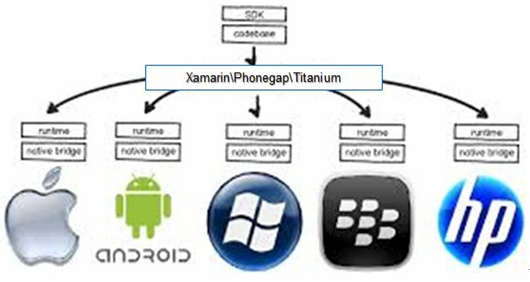 SDK
codebase
Xamarin\Phonegap\Titanium
runtime runtime runtime runtime runtime
native bridge native bridge native bridge native bridge native bridge
ANDROID
hp